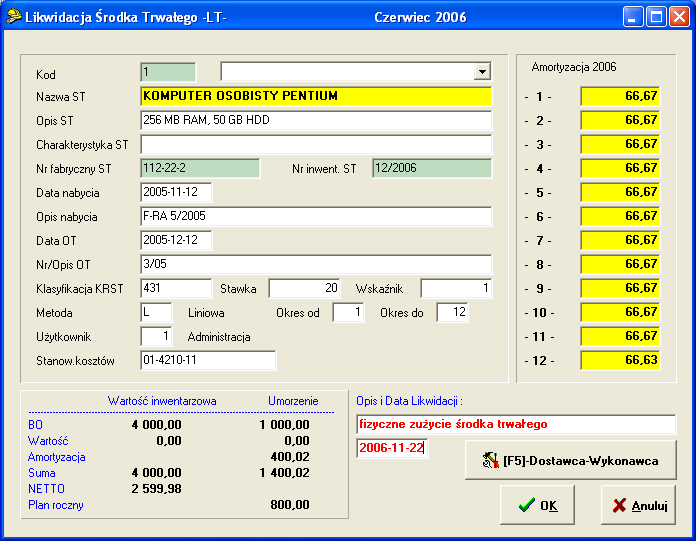 Likwidacja Środka Trwałego -LT- Czerwiec 2006
Kod 1
Nazwa ST KOMPUTER OSOBISTY PENTIUM
Opis ST 256 MB RAM, 50 GB HDD
Charakterystyka ST
Nr fabryczny ST 112-22-2 Nr inwent. ST 12/2006
Data nabycia 2005-11-12
Opis nabycia F-RA 5/2005
Data OT 2005-12-12
Nr/Opis OT 3/05
Klasyfikacja KRST 431 Stawka 20 Wskaźnik 1
Metoda L Liniowa Okres od 1 Okres do 12
Użytkownik 1 Administracja
Stanow.kosztów 01-4210-11
Amortyzacja 2006
- 1 - 66,67
- 2 - 66,67
- 3 - 66,67
- 4 - 66,67
- 5 - 66,67
- 6 - 66,67
- 7 - 66,67
- 8 - 66,67
- 9 - 66,67
- 10 - 66,67
- 11 - 66,67
- 12 - 66,63
Wartość inwentarzowa Umorzenie
BO 4 000,00 1 000,00
Wartość 0,00 0,00
Amortyzacja 400,02
Suma 4 000,00 1 400,02
NETTO 2 599,98
Plan roczny 800,00
Opis i Data Likwidacji :
fizyczne zużycie środka trwałego
2006-11-22
[F5]-Dostawca-Wykonawca
OK Anuluj